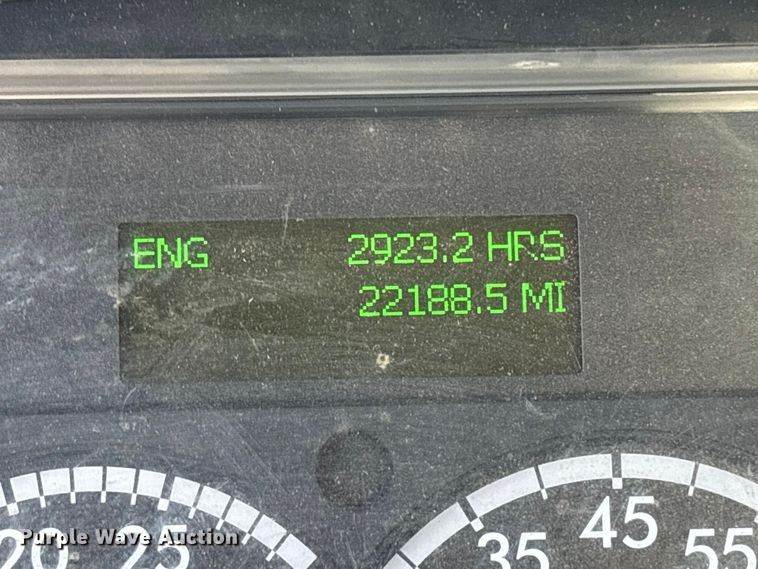 ENG 2923.2 HRS
22188.5 MI
20 25
35 45 55
Purple Wave Auction